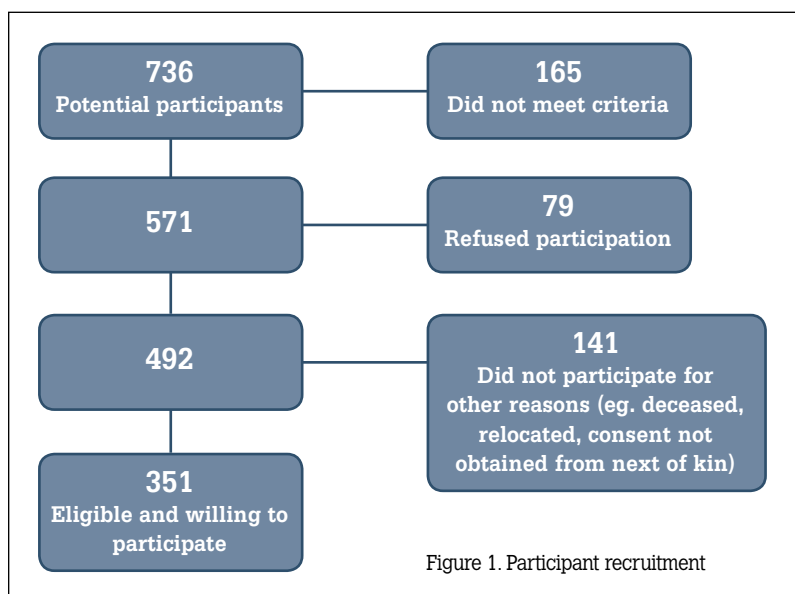 736
Potential participants
165
Did not meet criteria
571
79
Refused participation
492
141
Did not participate for
other reasons (eg. deceased,
relocated, consent not
obtained from next of kin)
351
Eligible and willing to
participate
Figure 1. Participant recruitment